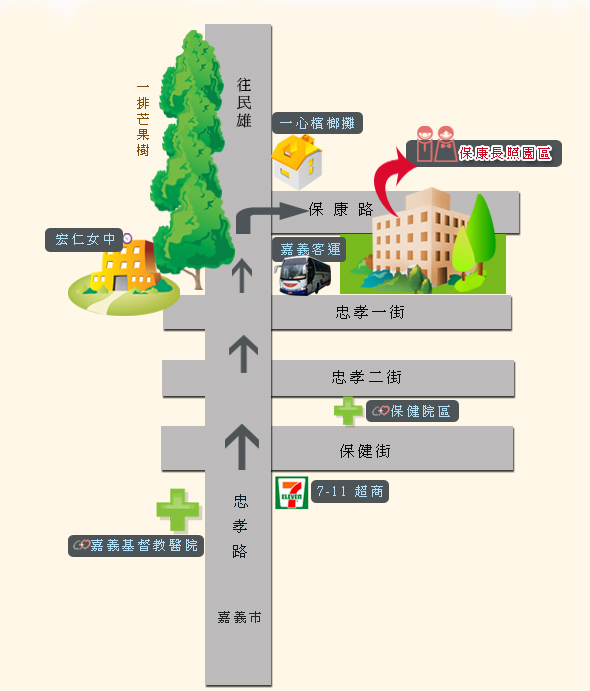 一排芒果樹
往民雄
一心檳榔攤
保康長照園區
保康路
宏仁女中
嘉義客運
忠孝一街
忠孝二街
保健院區
保健街
7-11 超商
7
ELEVEN
忠孝路
嘉義基督教醫院
嘉義市